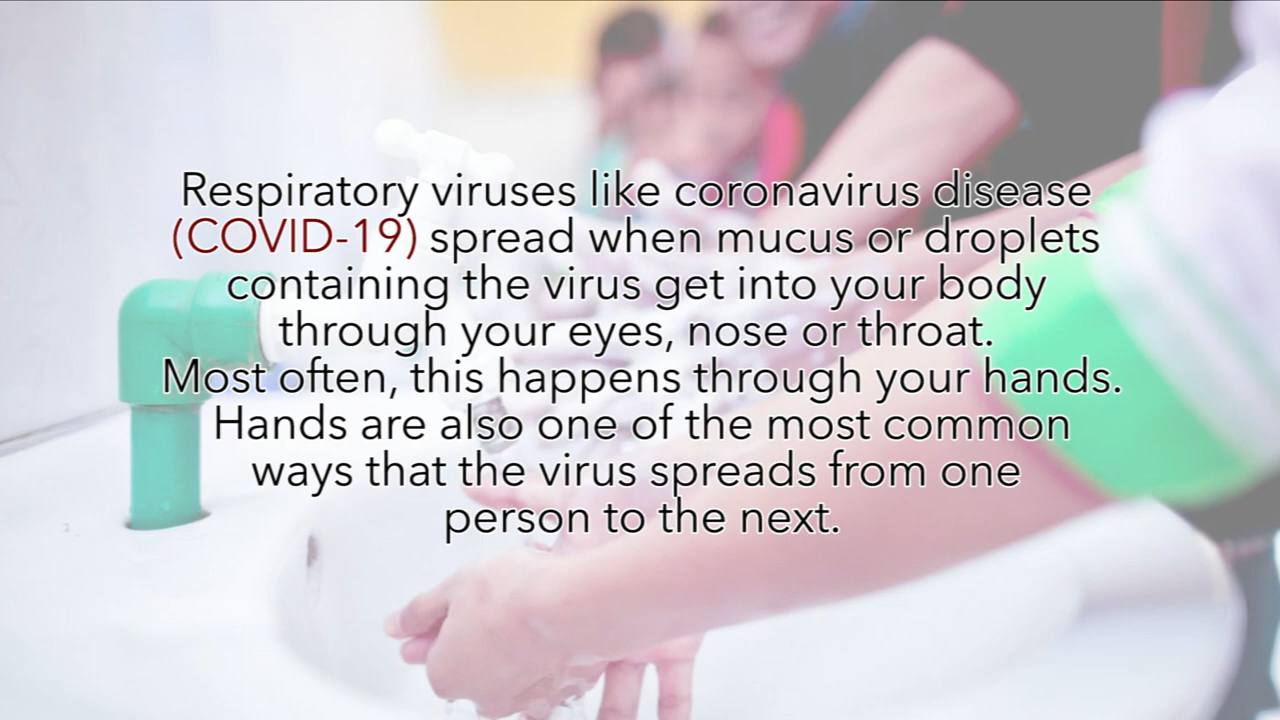 Respiratory viruses like coronavirus disease
(COVID-19) spread when mucus or droplets
containing the virus get into your body
through your eyes, nose or throat.
Most often, this happens through your hands.
Hands are also one of the most common
ways that the virus spreads from one
person to the next.